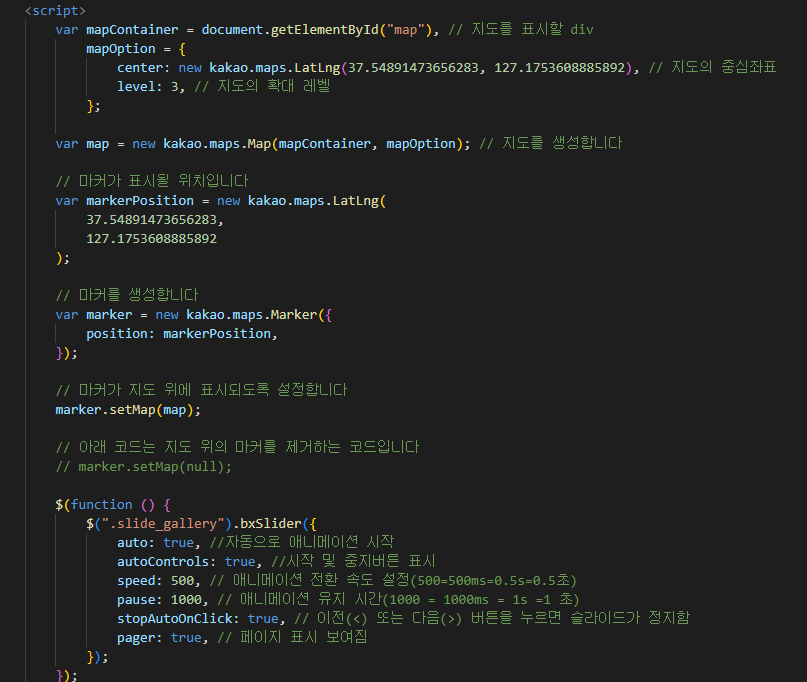 <script>
var mapContainer = document.getElementById("map"), // 지도를 표시할 div
mapOption = {
center: new kakao.maps.LatLng(37.54891473656283, 127.1753608885892), // 지도의 중심좌표
level: 3, // 지도의 확대 레벨
};
var map = new kakao.maps.Map(mapContainer, mapOption); // 지도를 생성합니다
// 마커가 표시될 위치입니다
var markerPosition = new kakao.maps.LatLng(
37.54891473656283,
127.1753608885892
);
// 마커를 생성합니다
var marker = new kakao.maps.Marker({
position: markerPosition,
});
// 마커가 지도 위에 표시되도록 설정합니다
marker.setMap(map);
// 아래 코드는 지도 위의 마커를 제거하는 코드입니다
// marker.setMap(null);
$(function () {
$(".slide_gallery").bxSlider({
auto: true, //자동으로 애니메이션 시작
autoControls: true, //시작 및 중지버튼 표시
speed: 500, // 애니메이션 전환 속도 설정(500=500ms=0.5s=0.5초)
pause: 1000, // 애니메이션 유지 시간(1000 = 1000ms = 1s =1 초)
stopAutoOnClick: true, // 이전(<) 또는 다음(>) 버튼을 누르면 슬라이드가 정지함
pager: true, // 페이지 표시 보여짐
});
});